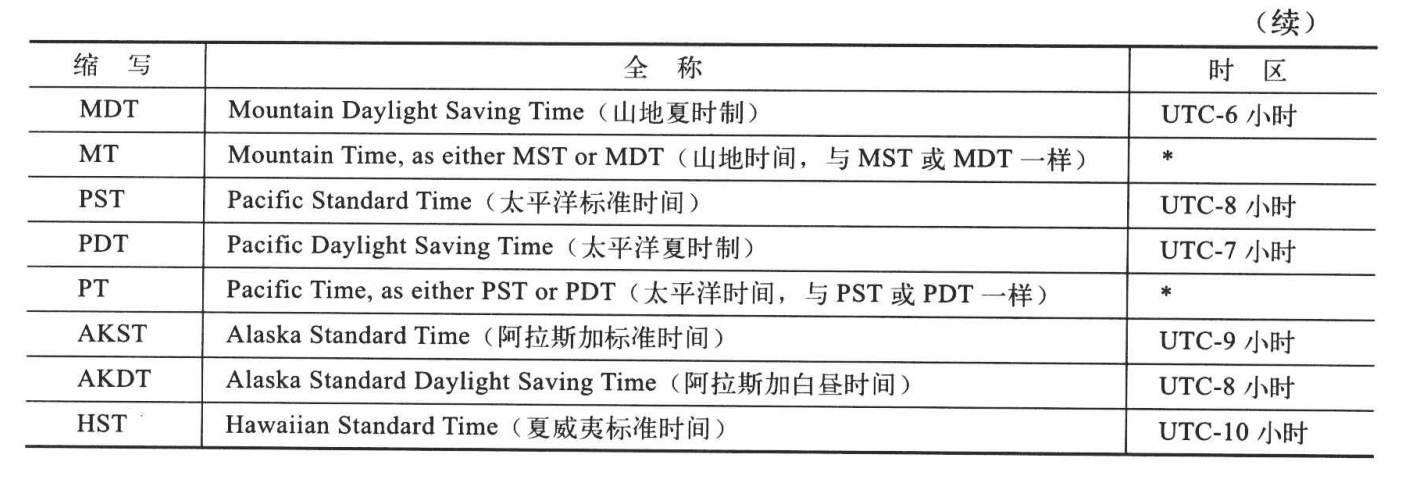 （续）
缩 写 全 称 时 区
MDT Mountain Daylight Saving Time（山地夏时制） UTC-6 小时
MT Mountain Time, as either MST or MDT（山地时间，与 MST 或 MDT 一样） *
PST Pacific Standard Time（太平洋标准时间） UTC-8 小时
PDT Pacific Daylight Saving Time（太平洋夏时制） UTC-7 小时
PT Pacific Time, as either PST or PDT（太平洋时间，与 PST 或 PDT 一样） *
AKST Alaska Standard Time（阿拉斯加标准时间） UTC-9 小时
AKDT Alaska Standard Daylight Saving Time（阿拉斯加白昼时间） UTC-8 小时
HST Hawaiian Standard Time（夏威夷标准时间） UTC-10 小时